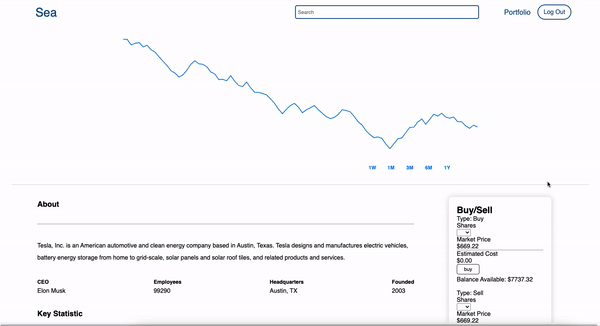 Sea
Search
Portfolio
Log Out
1W 1M 3M 6M 1Y
About
Tesla, Inc. is an American automotive and clean energy company based in Austin, Texas. Tesla designs and manufactures electric vehicles,
battery energy storage from home to grid-scale, solar panels and solar roof tiles, and related products and services.
CEO Employees Headquarters Founded
Elon Musk 99290 Austin, TX 2003
Key Statistic
Buy/Sell
Type: Buy
Shares
Market Price
$669.22
Estimated Cost
$0.00
buy
Balance Available: $7737.32
Type: Sell
Shares
Market Price
$669.22